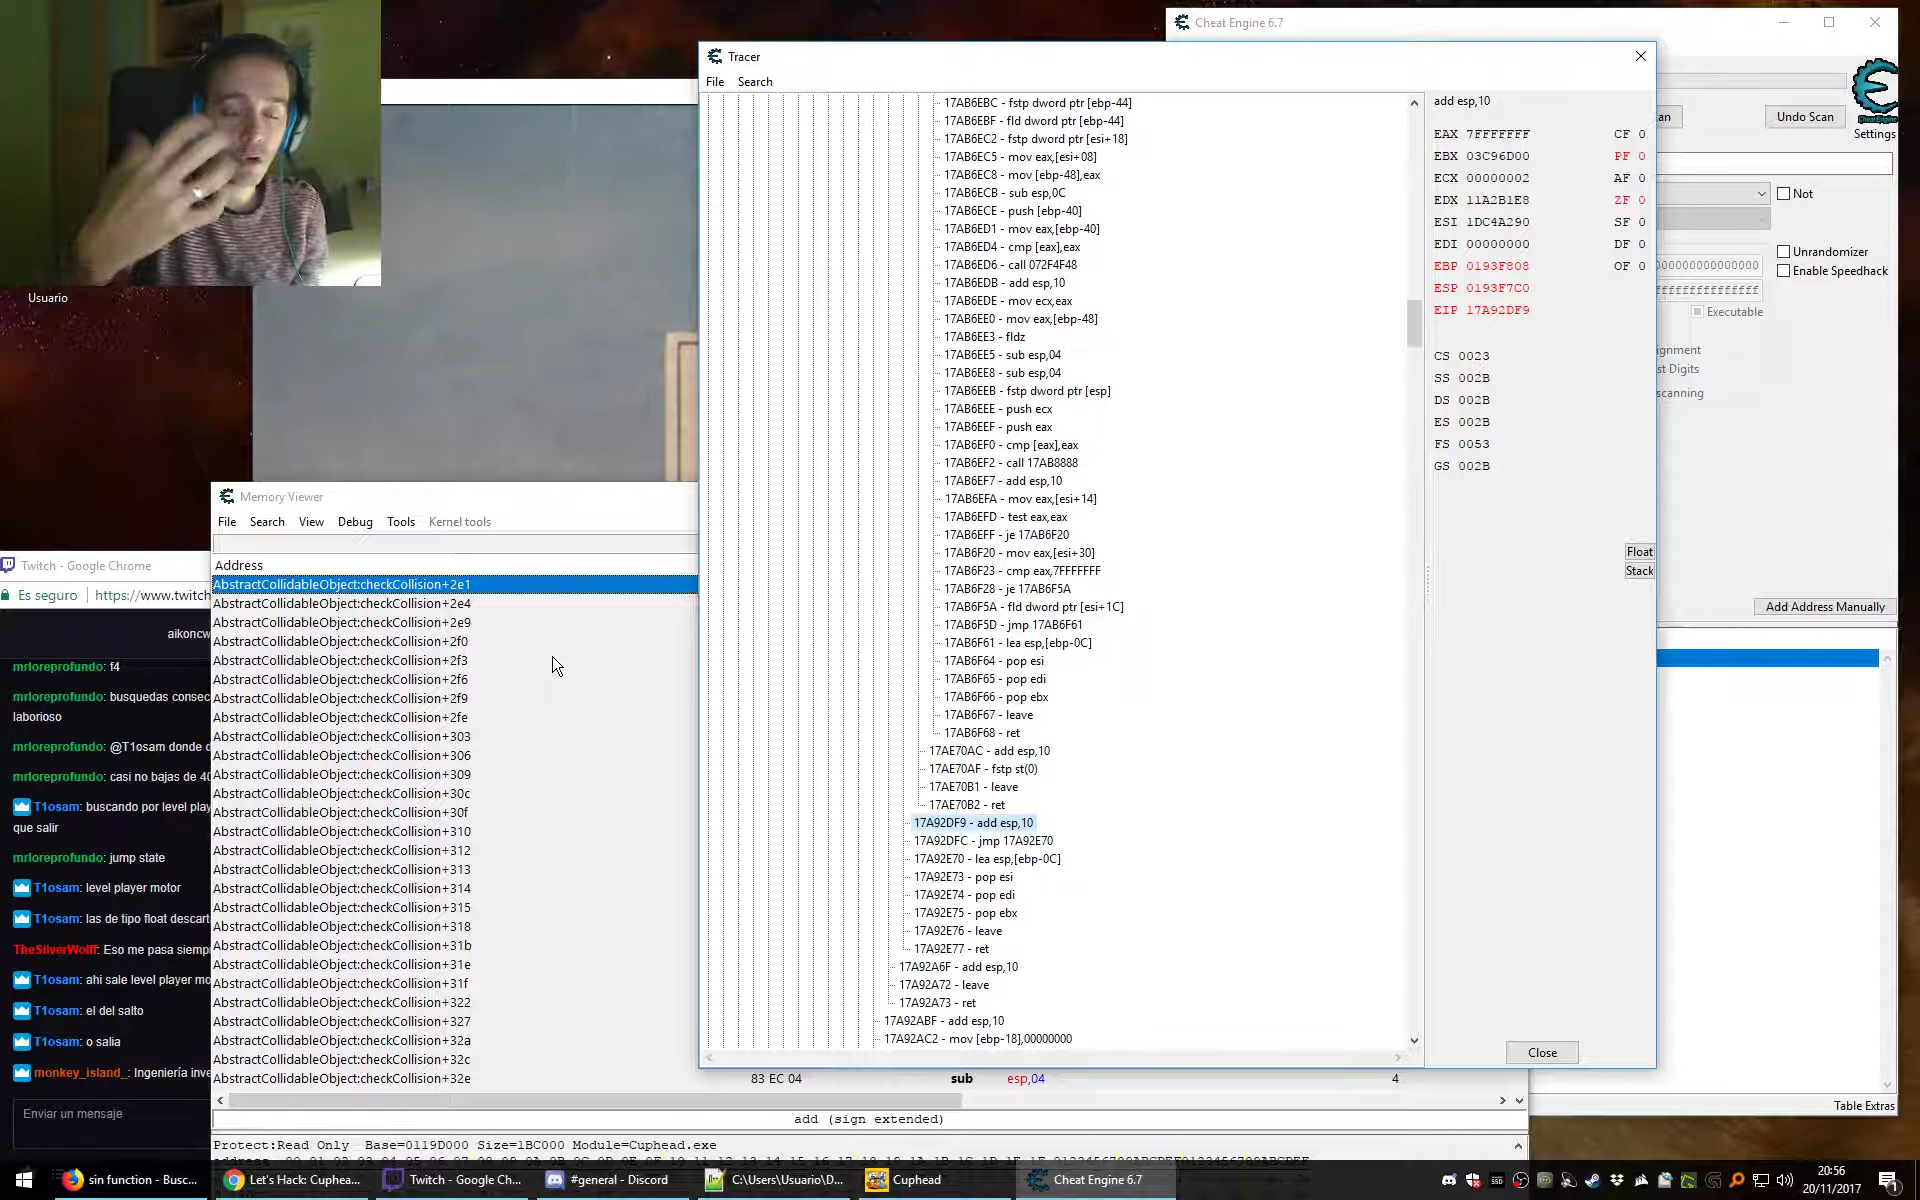 Cheat Engine 6.7
Tracer
File Search
17AB6EBC - fstp dword ptr [ebp-44]
17AB6EBF - fld dword ptr [ebp-44]
17AB6EC2 - fstp dword ptr [esi+18]
17AB6EC5 - mov eax,[esi+08]
17AB6EC8 - mov [ebp-48],eax
17AB6ECB - sub esp,0C
17AB6ECE - push [ebp-40]
17AB6ED1 - mov eax,[ebp-40]
17AB6ED4 - cmp [eax],eax
17AB6ED6 - call 072F4F48
17AB6EDB - add esp,10
17AB6EDE - mov ecx,eax
17AB6EE0 - mov eax,[ebp-48]
17AB6EE3 - fldz
17AB6EE5 - sub esp,04
17AB6EE8 - sub esp,04
17AB6EEB - fstp dword ptr [esp]
17AB6EEE - push ecx
17AB6EEF - push eax
17AB6EF0 - cmp [eax],eax
17AB6EF2 - call 17AB8888
17AB6EF7 - add esp,10
17AB6EFA - mov eax,[esi+14]
17AB6EFD - test eax,eax
17AB6EFF - je 17AB6F20
17AB6F20 - mov eax,[esi+30]
17AB6F23 - cmp eax,7FFFFFFF
17AB6F28 - je 17AB6F5A
17AB6F5A - fld dword ptr [esi+1C]
17AB6F5D - jmp 17AB6F61
17AB6F61 - lea esp,[ebp-0C]
17AB6F64 - pop esi
17AB6F65 - pop edi
17AB6F66 - pop ebx
17AB6F67 - leave
17AB6F68 - ret
17AE70AC - add esp,10
17AE70AF - fstp st(0)
17AE70B1 - leave
17AE70B2 - ret
17A92DF9 - add esp,10
17A92DFC - jmp 17A92E70
17A92E70 - lea esp,[ebp-0C]
17A92E73 - pop esi
17A92E74 - pop edi
17A92E75 - pop ebx
17A92E76 - leave
17A92E77 - ret
17A92A6F - add esp,10
17A92A72 - leave
17A92A73 - ret
17A92ABF - add esp,10
17A92AC2 - mov [ebp-18],00000000
add esp,10
EAX 7FFFFFFF CF 0
EBX 03C96D00 PF 0
ECX 00000002 AF 0
EDX 11A2B1E8 ZF 0
ESI 1DC4A290 SF 0
EDI 00000000 DF 0
EBP 0193F808 OF 0
ESP 0193F7C0
EIP 17A92DF9
CS 0023
SS 002B
DS 002B
ES 002B
FS 0053
GS 002B
Float
Stack
Close
an
Undo Scan
Settings
Not
Unrandomizer
Enable Speedhack
Executable
gnment
st Digits
scanning
Add Address Manually
Table Extras
Usuario
Memory Viewer
File Search View Debug Tools Kernel tools
Address
AbstractCollidableObject:checkCollision+2e1
AbstractCollidableObject:checkCollision+2e4
AbstractCollidableObject:checkCollision+2e9
AbstractCollidableObject:checkCollision+2f0
AbstractCollidableObject:checkCollision+2f3
AbstractCollidableObject:checkCollision+2f6
AbstractCollidableObject:checkCollision+2f9
AbstractCollidableObject:checkCollision+2fe
AbstractCollidableObject:checkCollision+303
AbstractCollidableObject:checkCollision+306
AbstractCollidableObject:checkCollision+309
AbstractCollidableObject:checkCollision+30c
AbstractCollidableObject:checkCollision+30f
AbstractCollidableObject:checkCollision+310
AbstractCollidableObject:checkCollision+312
AbstractCollidableObject:checkCollision+313
AbstractCollidableObject:checkCollision+314
AbstractCollidableObject:checkCollision+315
AbstractCollidableObject:checkCollision+318
AbstractCollidableObject:checkCollision+31b
AbstractCollidableObject:checkCollision+31e
AbstractCollidableObject:checkCollision+31f
AbstractCollidableObject:checkCollision+322
AbstractCollidableObject:checkCollision+327
AbstractCollidableObject:checkCollision+32a
AbstractCollidableObject:checkCollision+32c
AbstractCollidableObject:checkCollision+32e 83 EC 04 sub esp,04 4
add (sign extended)
Protect:Read Only Base=0119D000 Size=1BC000 Module=Cuphead.exe
Twitch - Google Chrome
Es seguro https://www.twitch
aikoncw
mrloreprofundo: f4
mrloreprofundo: busquedas consec
laborioso
mrloreprofundo: @T1osam donde
mrloreprofundo: casi no bajas de 40
T1osam: buscando por level play
que salir
mrloreprofundo: jump state
T1osam: level player motor
T1osam: las de tipo float descart
TheSilverWolff: Eso me pasa siemp
T1osam: ahi sale level player mo
T1osam: el del salto
T1osam: o salia
monkey_island_: Ingeniería inve
Enviar un mensaje
sin function - Busc...
Let's Hack: Cuphea...
Twitch - Google Ch...
#general - Discord
C:\Users\Usuario\D...
Cuphead
Cheat Engine 6.7
20:56
20/11/2017